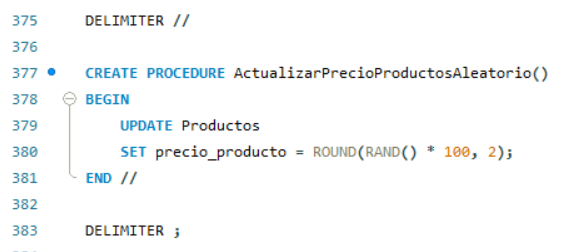 375 DELIMITER //
376
377 CREATE PROCEDURE ActualizarPrecioProductosAleatorio()
378 BEGIN
379 UPDATE Productos
380 SET precio_producto = ROUND(RAND() * 100, 2);
381 END //
382
383 DELIMITER ;